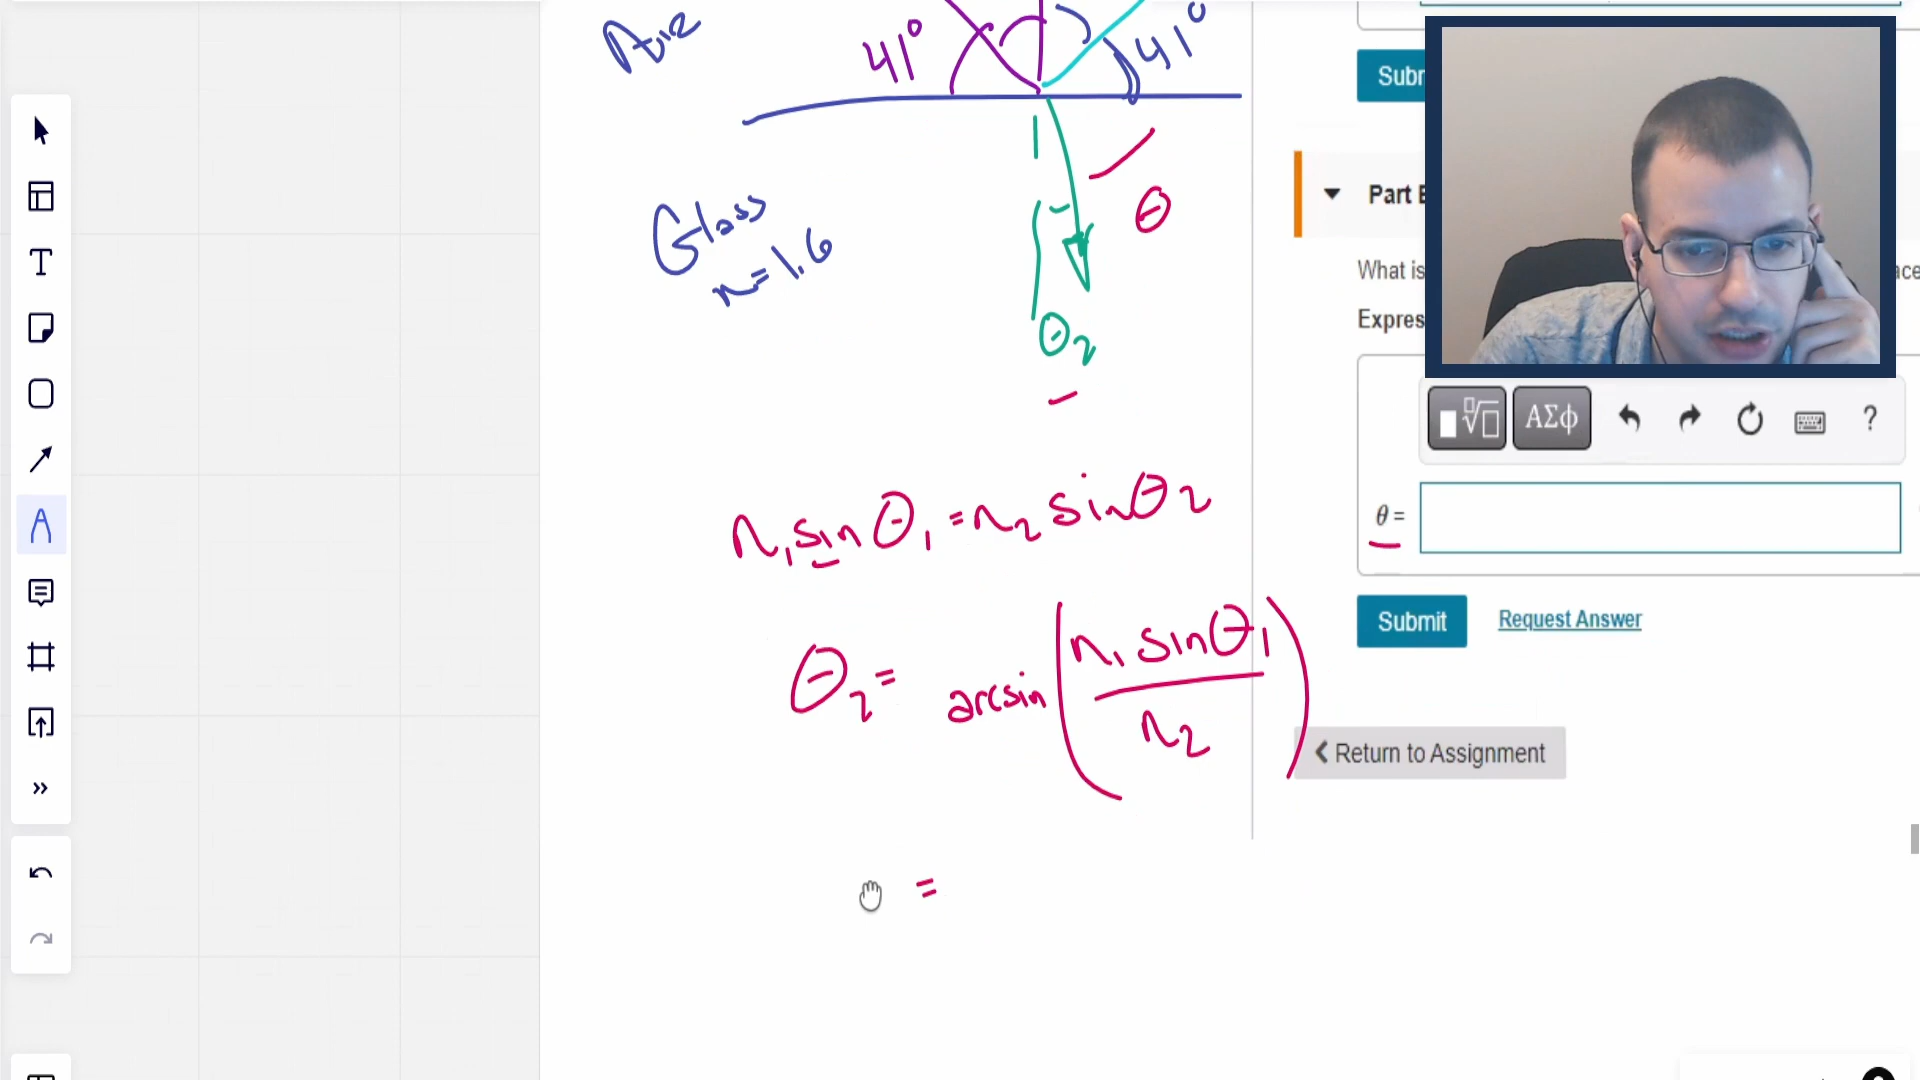 Air
41°
41°
Subr
Glass
n=1.6
θ
θ2
Part
What is
ace
Expres
ΑΣϕ
?
n1 sin θ1 = n2 sin θ2
θ =
θ2 = arcsin ( n1 sin θ1 / n2 )
Submit
Request Answer
Return to Assignment
=
T